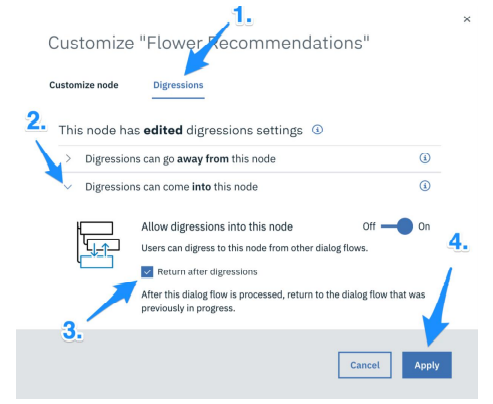 1.
×
Customize "Flower Recommendations"
Customize node Digressions
2.
This node has edited digressions settings i
> Digressions can go away from this node i
Digressions can come into this node i
Allow digressions into this node Off On
4.
Users can digress to this node from other dialog flows.
Return after digressions
3.
After this dialog flow is processed, return to the dialog flow that was
previously in progress.
Cancel Apply